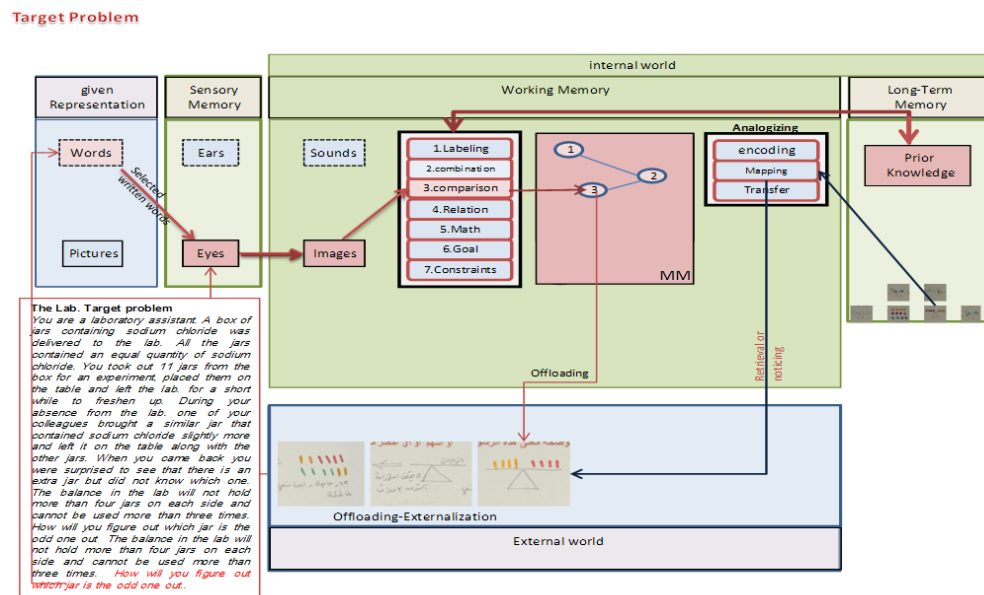 Target Problem
internal world
given
Representation
Sensory
Memory
Working Memory
Long-Term
Memory
Words
Ears
Sounds
Selected
written words
Pictures
Eyes
Images
1.Labeling
2.combination
3.comparison
4.Relation
5.Math
6.Goal
7.Constraints
1
2
3
MM
Analogizing
encoding
Mapping
Transfer
Prior
Knowledge
Offloading
Retrieval or
noticing
The Lab. Target problem
You are a laboratory assistant. A box of
jars containing sodium chloride was
delivered to the lab. All the jars
contained an equal quantity of sodium
chloride. You took out 11 jars from the
box for an experiment, placed them on
the table and left the lab. for a short
while to freshen up. During your
absence from the lab. one of your
colleagues brought a similar jar that
contained sodium chloride slightly more
and left it on the table along with the
other jars. When you came back you
were surprised to see that there is an
extra jar but did not know which one.
The balance in the lab will not hold
more than four jars on each side and
cannot be used more than three times.
How will you figure out which jar is the
odd one out The balance in the lab will
not hold more than four jars on each
side and cannot be used more than
three times. How will you figure out
which jar is the odd one out..
Offloading-Externalization
External world